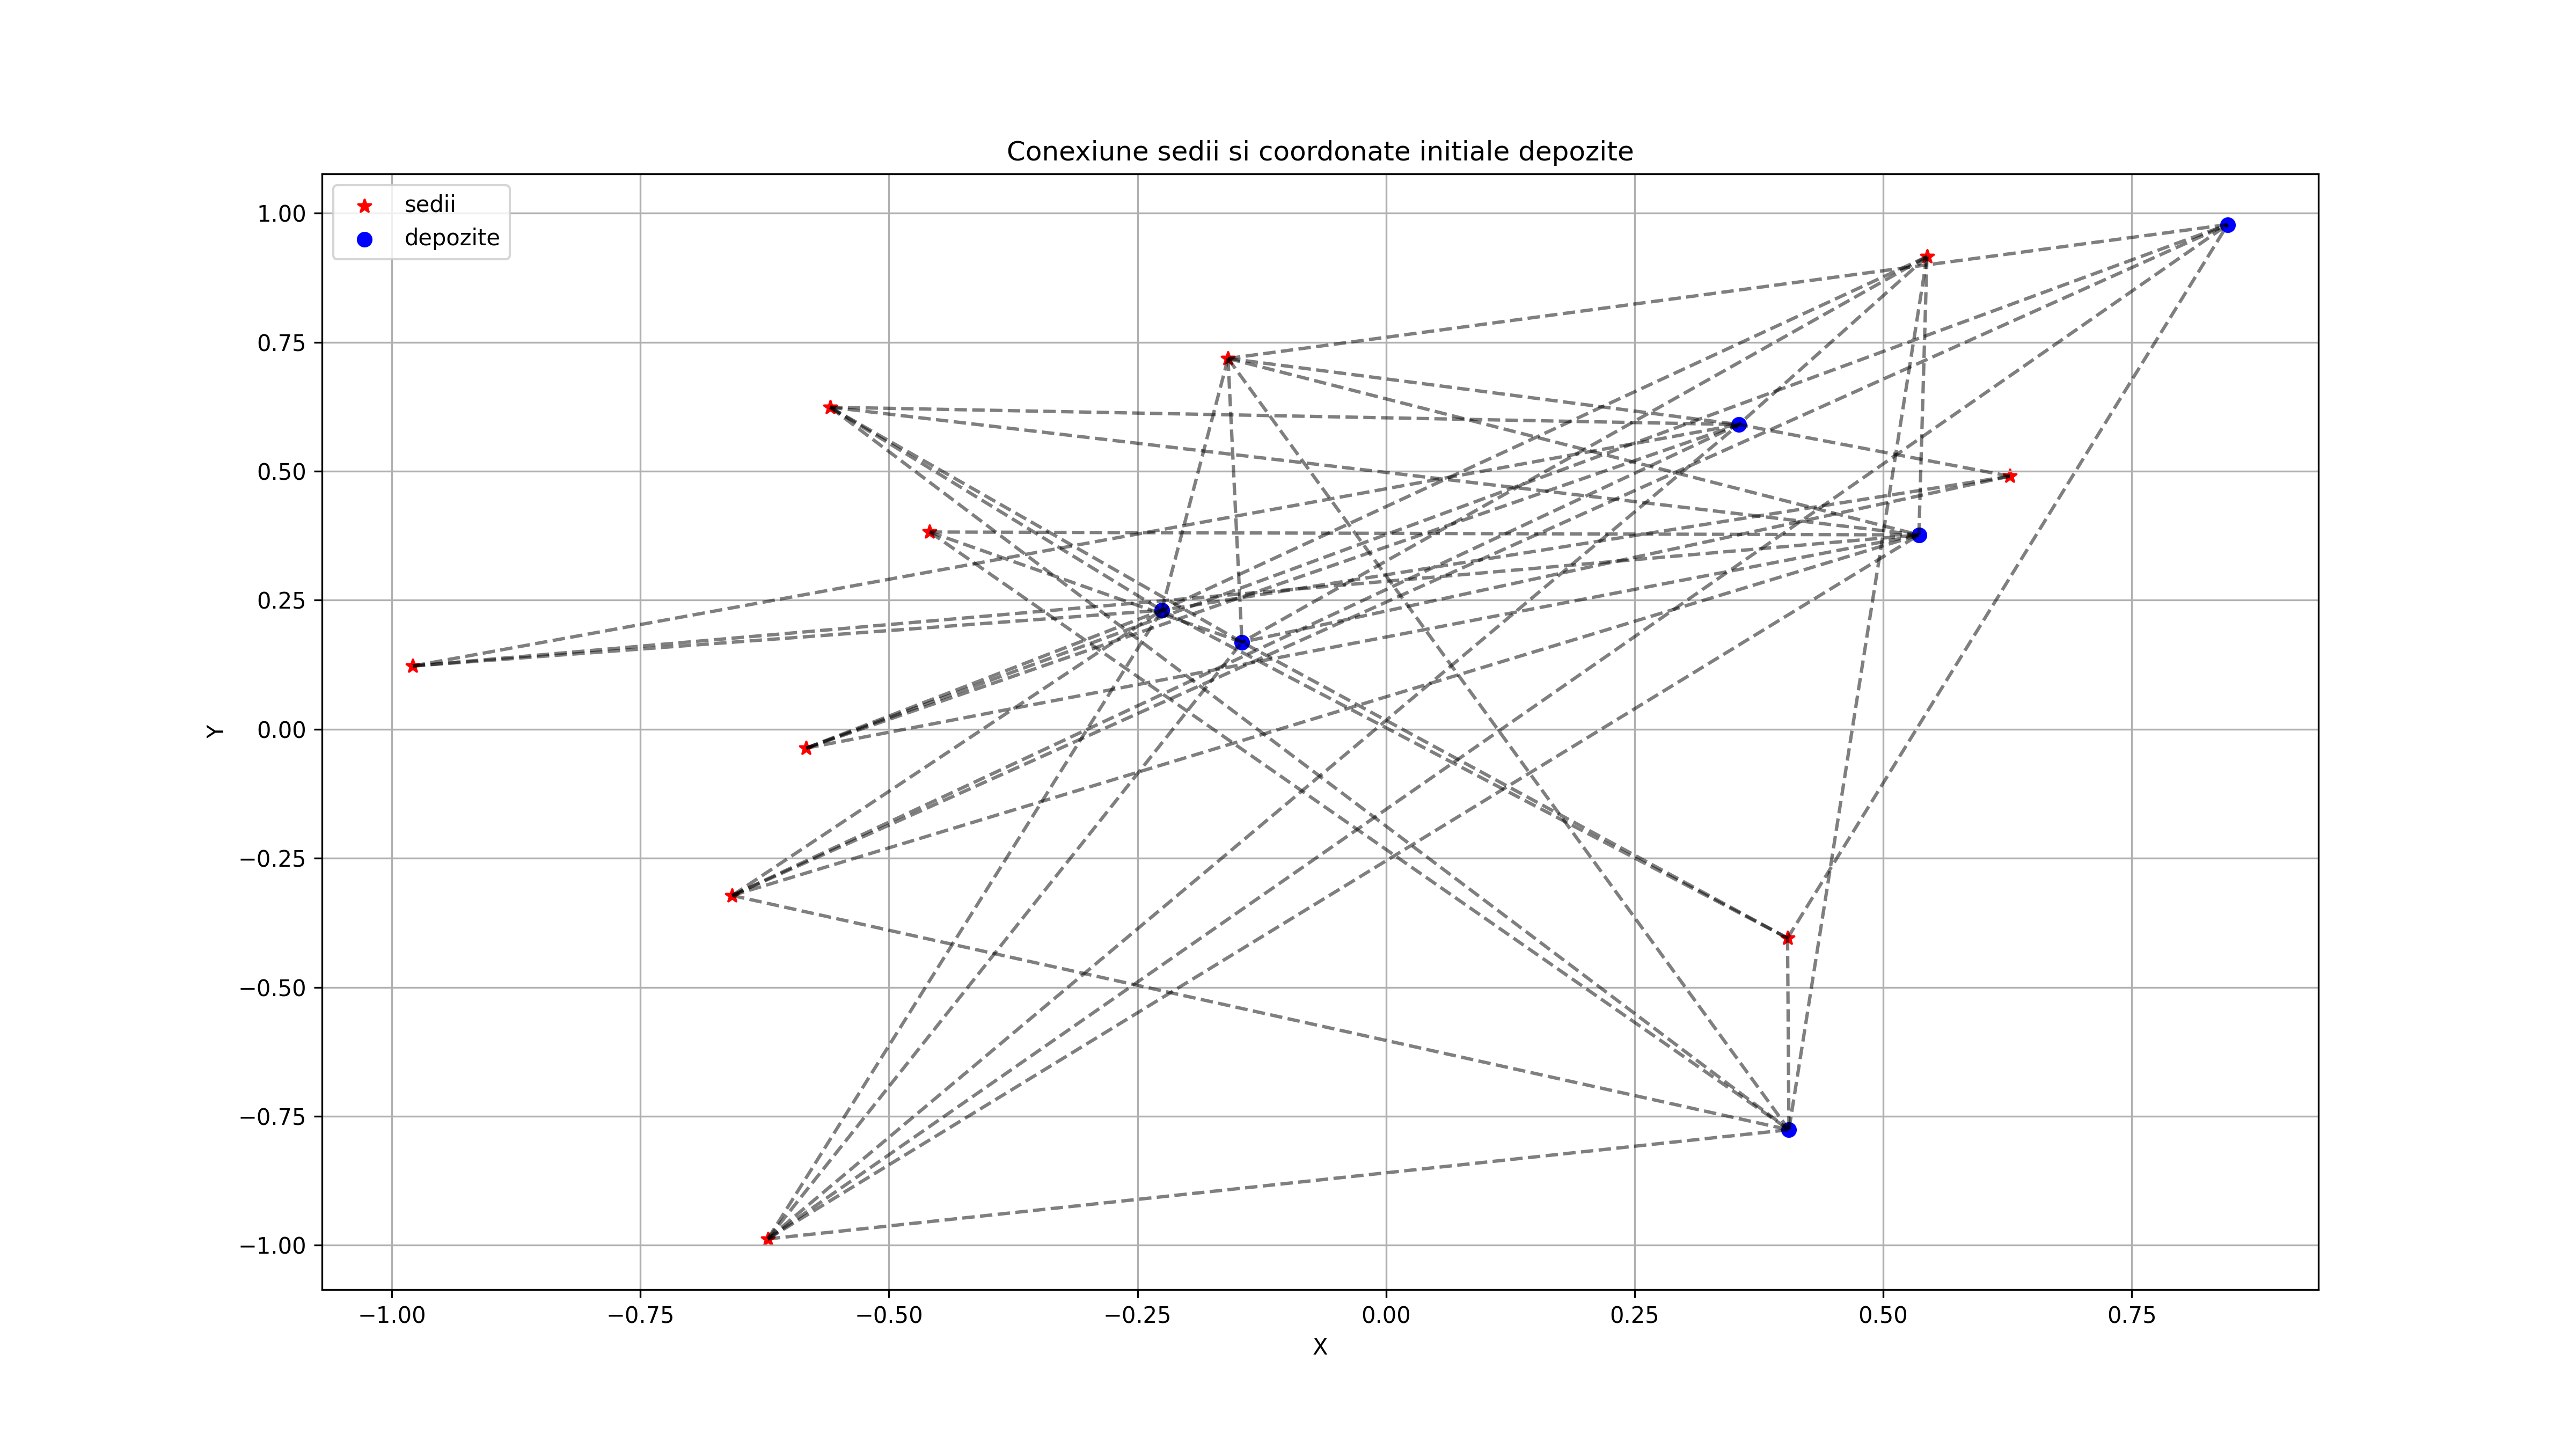 Conexiune sedii si coordonate initiale depozite
sedii
depozite
1.00
0.75
0.50
0.25
0.00
−0.25
−0.50
−0.75
−1.00
Y
−1.00 −0.75 −0.50 −0.25 0.00 0.25 0.50 0.75
X